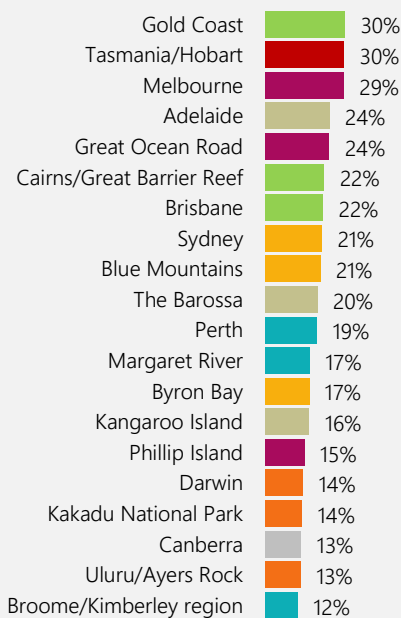 Gold Coast 30%
Tasmania/Hobart 30%
Melbourne 29%
Adelaide 24%
Great Ocean Road 24%
Cairns/Great Barrier Reef 22%
Brisbane 22%
Sydney 21%
Blue Mountains 21%
The Barossa 20%
Perth 19%
Margaret River 17%
Byron Bay 17%
Kangaroo Island 16%
Phillip Island 15%
Darwin 14%
Kakadu National Park 14%
Canberra 13%
Uluru/Ayers Rock 13%
Broome/Kimberley region 12%